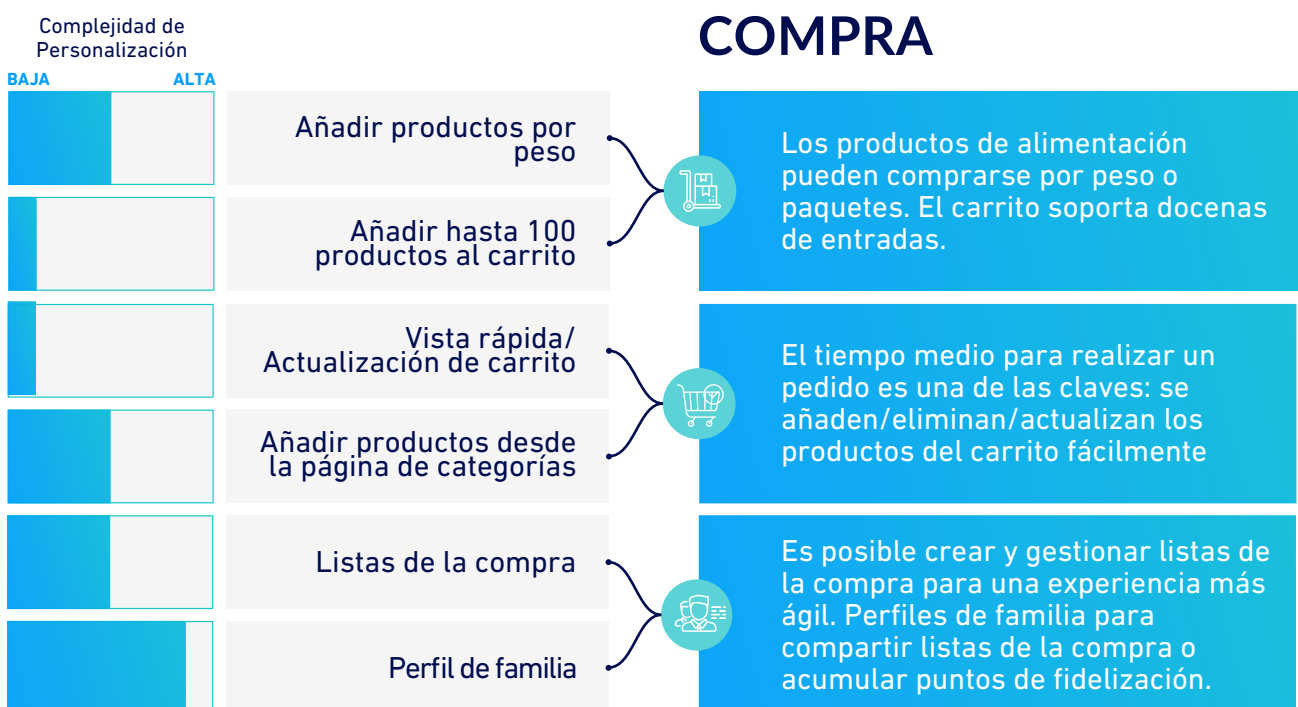 Complejidad de
Personalización
BAJA
ALTA
COMPRA
Añadir productos por
peso
Añadir hasta 100
productos al carrito
Los productos de alimentación
pueden comprarse por peso o
paquetes. El carrito soporta docenas
de entradas.
Vista rápida/
Actualización de carrito
Añadir productos desde
la página de categorías
El tiempo medio para realizar un
pedido es una de las claves: se
añaden/eliminan/actualizan los
productos del carrito fácilmente
Listas de la compra
Perfil de familia
Es posible crear y gestionar listas de
la compra para una experiencia más
ágil. Perfiles de familia para
compartir listas de la compra o
acumular puntos de fidelización.